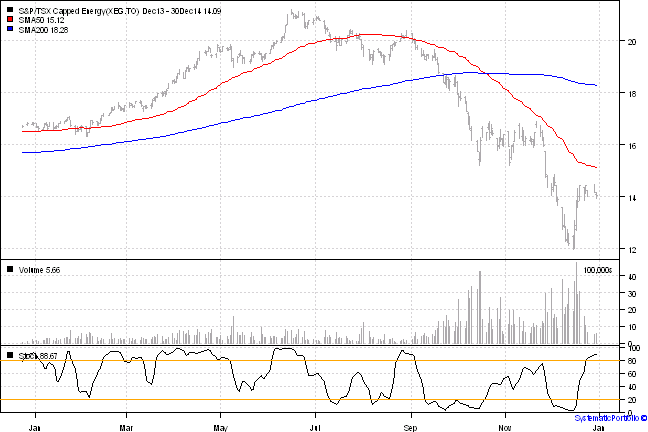 S&P/TSX Capped Energy(XEG.TO) Dec13 - 30Dec14 14.09
SMA50 15.12
SMA200 18.28
20
18
16
14
12
Volume 5.66
100,000s
40
30
20
10
0
Stoch 88.67
100
80
60
40
20
0
Jan Mar May Jul Sep Nov Jan
SystematicPortfolio ©